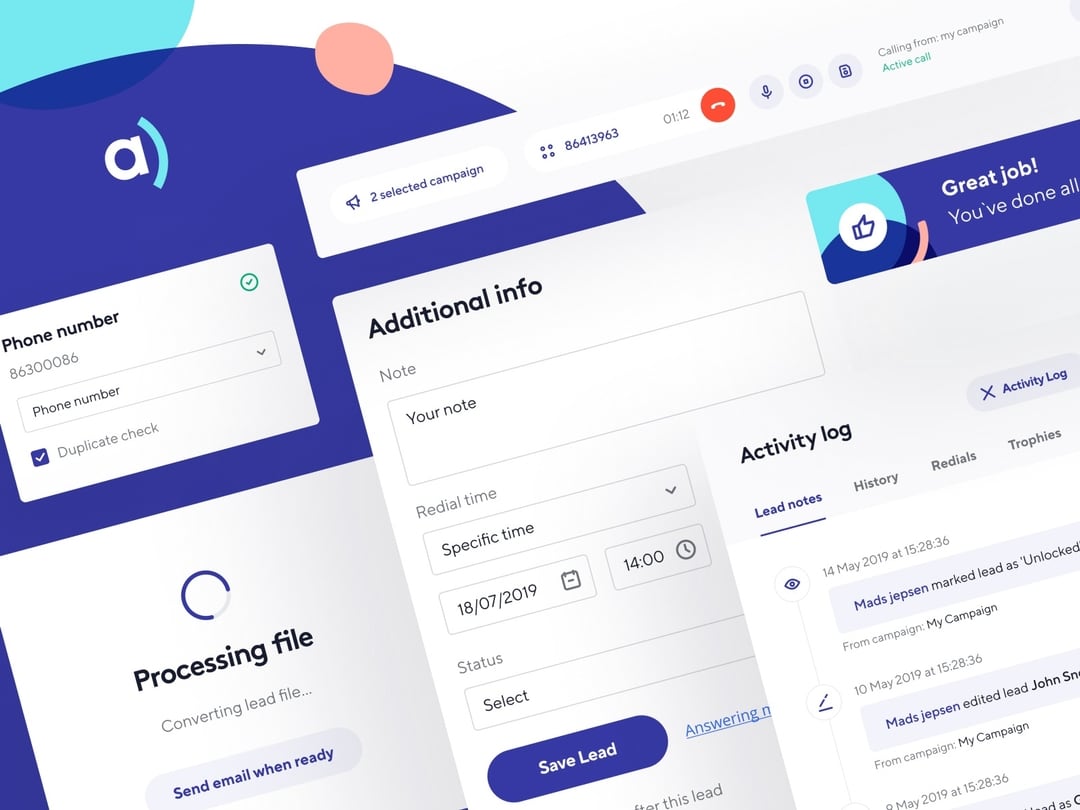 a)
Calling from: my campaign
Active call
2 selected campaign
86413963
01:12
Great job!
You`ve done all
Phone number
86300086
Phone number
Duplicate check
Processing file
Converting lead file...
Send email when ready
Additional info
Note
Your note
Redial time
Specific time
18/07/2019
14:00
Status
Select
Save Lead
Answering
this lead
Activity Log
Activity log
Lead notes
History
Redials
Trophies
14 May 2019 at 15:28:36
Mads jepsen marked lead as 'Unlocked'
From campaign: My Campaign
10 May 2019 at 15:28:36
Mads jepsen edited lead John
From campaign: My Campaign
9 May 2019 at 15:28:36